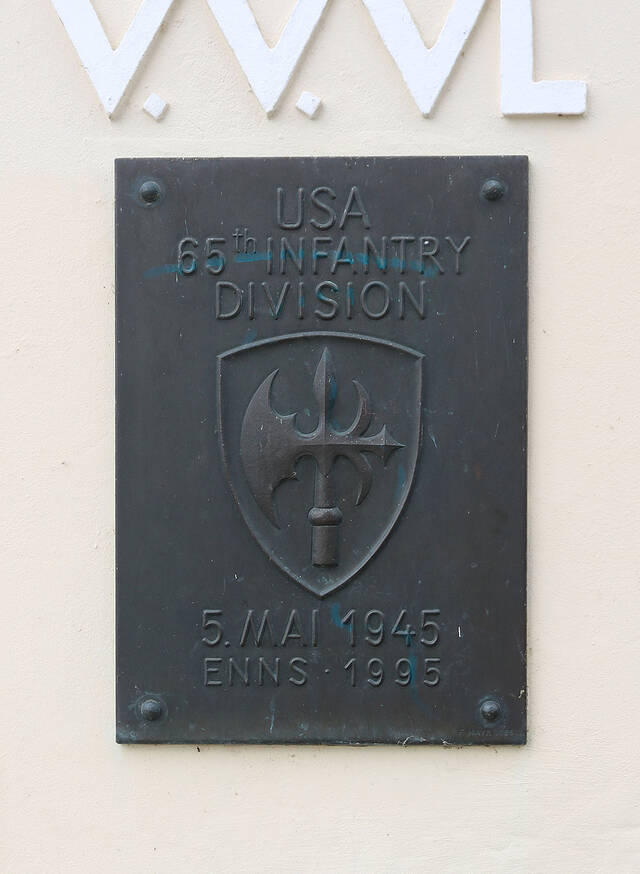 USA
65th INFANTRY
DIVISION
5. MAI 1945
ENNS · 1995